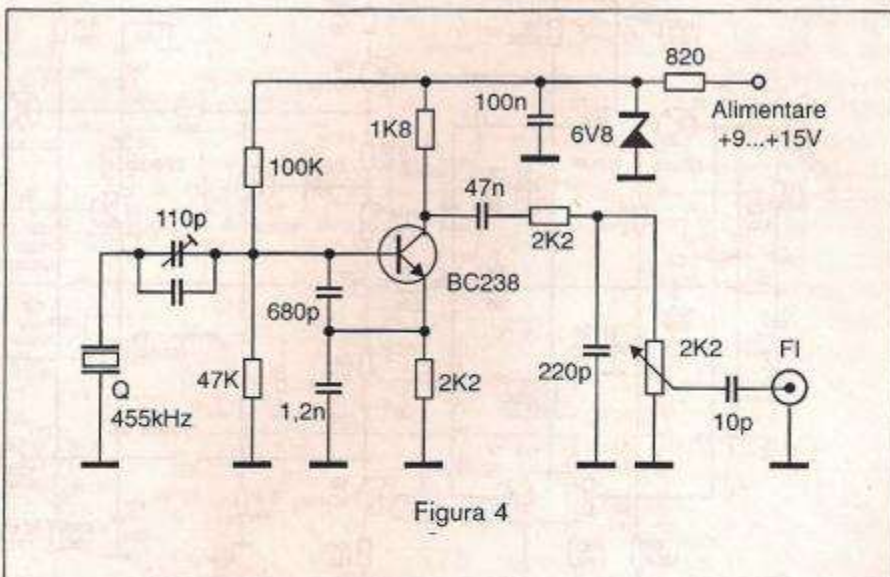 820
100n
Alimentare
+9...+15V
1K8
6V8
100K
47n
110p
2K2
BC238
680p
2K2
FI
220p
47K
2K2
Q
1,2n
10p
455kHz
Figura 4